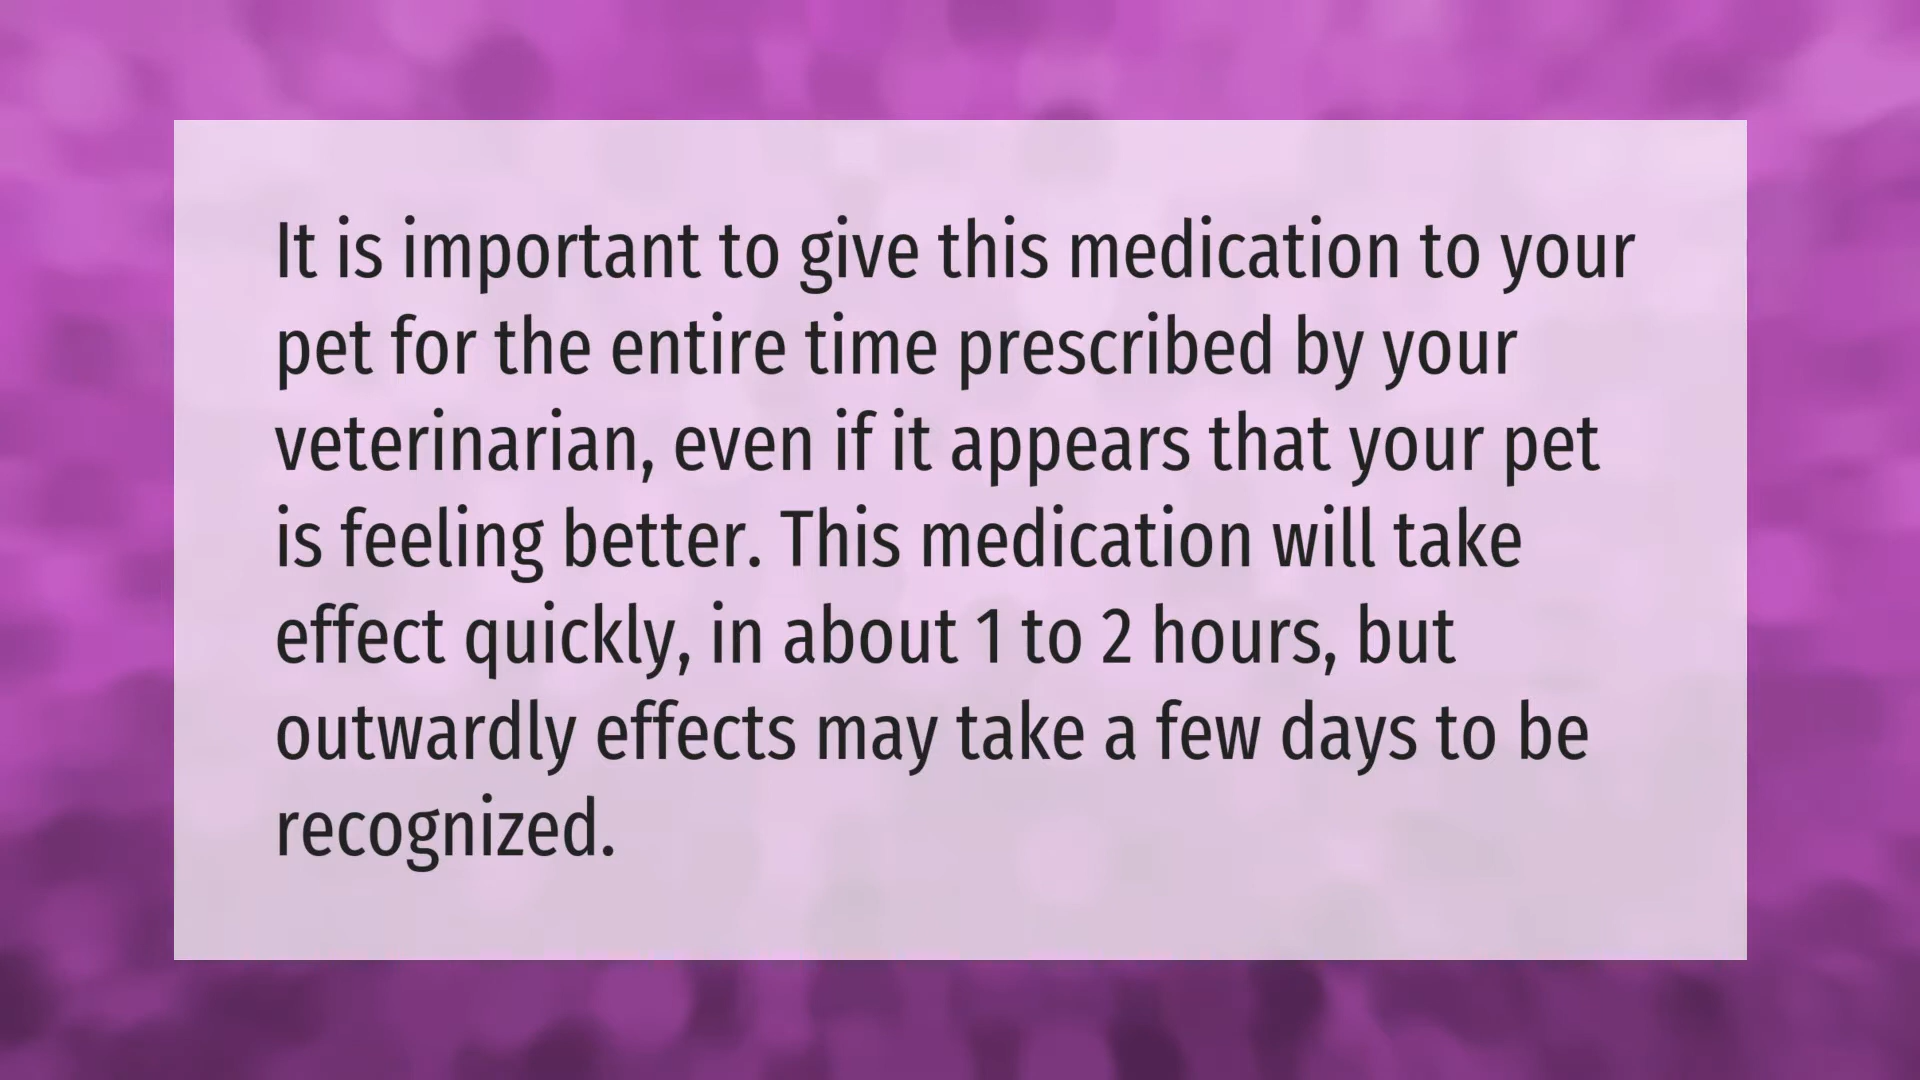 It is important to give this medication to your
pet for the entire time prescribed by your
veterinarian, even if it appears that your pet
is feeling better. This medication will take
effect quickly, in about 1 to 2 hours, but
outwardly effects may take a few days to be
recognized.